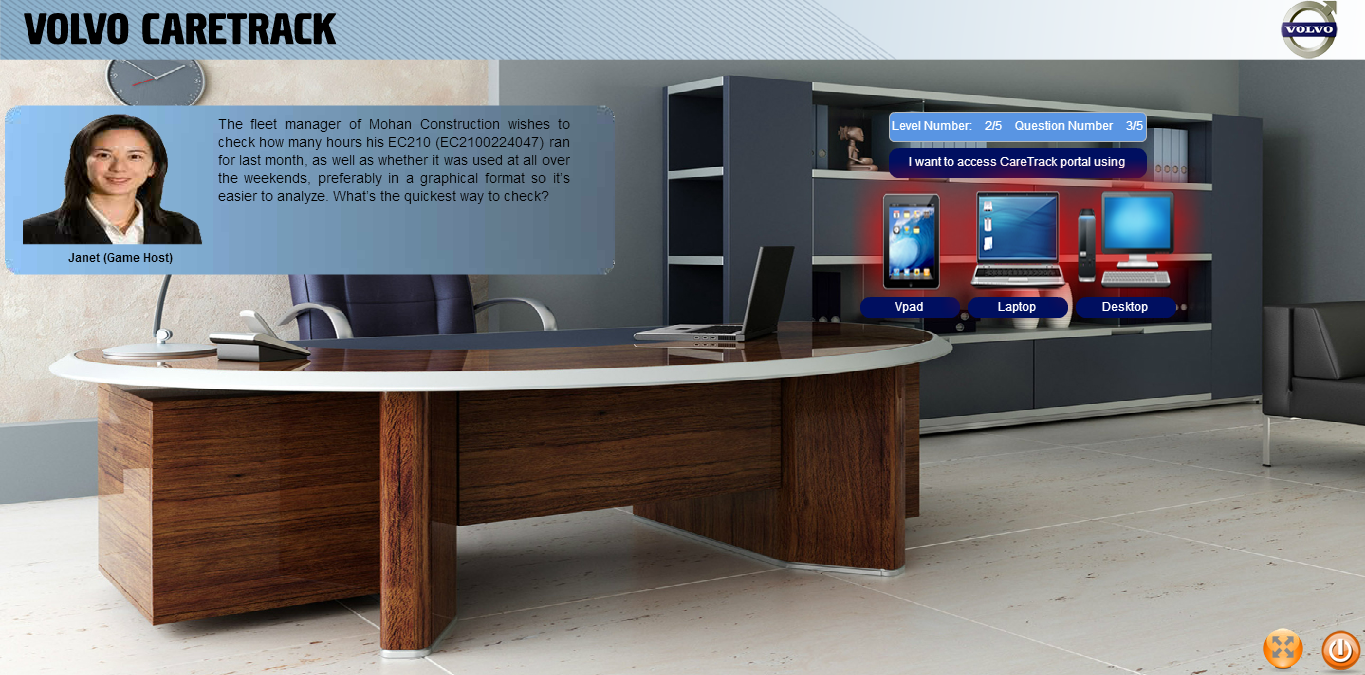 VOLVO CARETRACK
VOLVO
The fleet manager of Mohan Construction wishes to
check how many hours his EC210 (EC2100224047) ran
for last month, as well as whether it was used at all over
the weekends, preferably in a graphical format so it's
easier to analyze. What's the quickest way to check?
Janet (Game Host)
Level Number: 2/5 Question Number 3/5
I want to access CareTrack portal using
Vpad
Laptop
Desktop